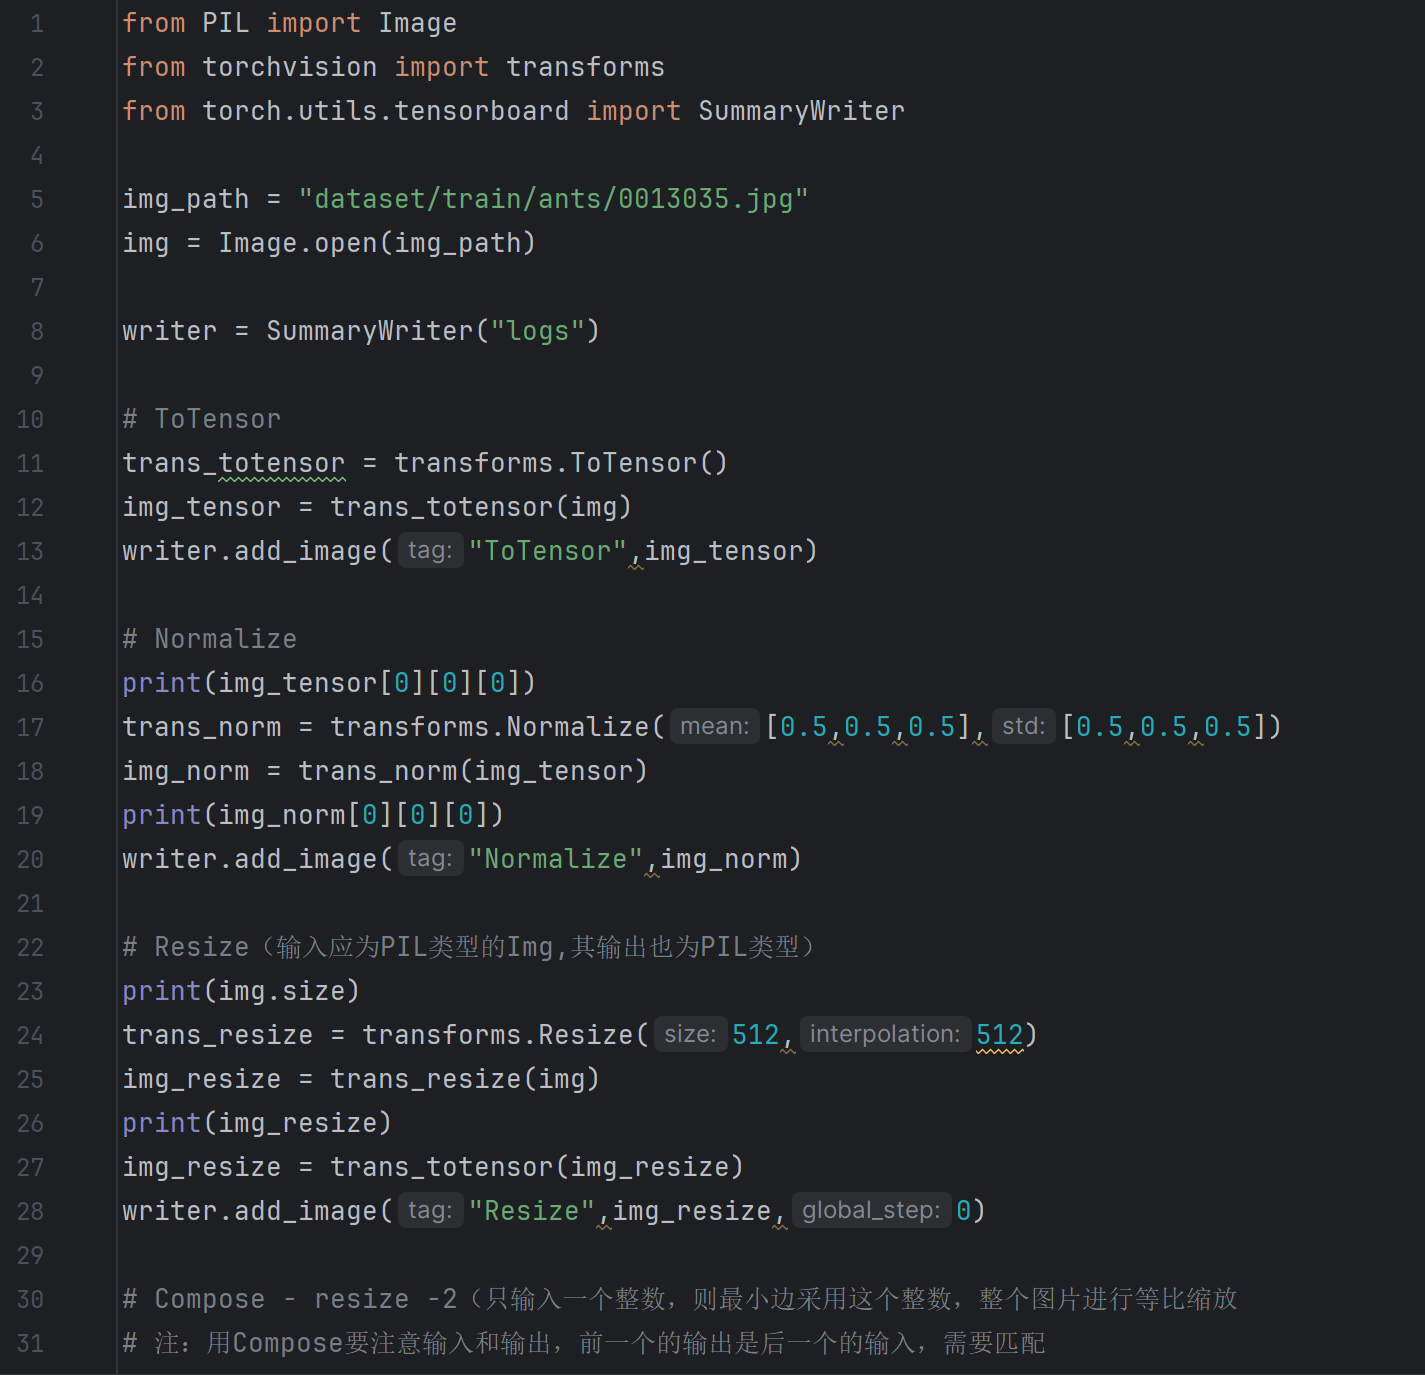 1 from PIL import Image
2 from torchvision import transforms
3 from torch.utils.tensorboard import SummaryWriter
4
5 img_path = "dataset/train/ants/0013035.jpg"
6 img = Image.open(img_path)
7
8 writer = SummaryWriter("logs")
9
10 # ToTensor
11 trans_totensor = transforms.ToTensor()
12 img_tensor = trans_totensor(img)
13 writer.add_image( tag: "ToTensor",img_tensor)
14
15 # Normalize
16 print(img_tensor[0][0][0])
17 trans_norm = transforms.Normalize( mean: [0.5,0.5,0.5], std: [0.5,0.5,0.5])
18 img_norm = trans_norm(img_tensor)
19 print(img_norm[0][0][0])
20 writer.add_image( tag: "Normalize",img_norm)
21
22 # Resize（输入应为PIL类型的Img,其输出也为PIL类型）
23 print(img.size)
24 trans_resize = transforms.Resize( size: 512, interpolation: 512)
25 img_resize = trans_resize(img)
26 print(img_resize)
27 img_resize = trans_totensor(img_resize)
28 writer.add_image( tag: "Resize",img_resize, global_step: 0)
29
30 # Compose - resize -2（只输入一个整数，则最小边采用这个整数，整个图片进行等比缩放
31 # 注：用Compose要注意输入和输出，前一个的输出是后一个的输入，需要匹配